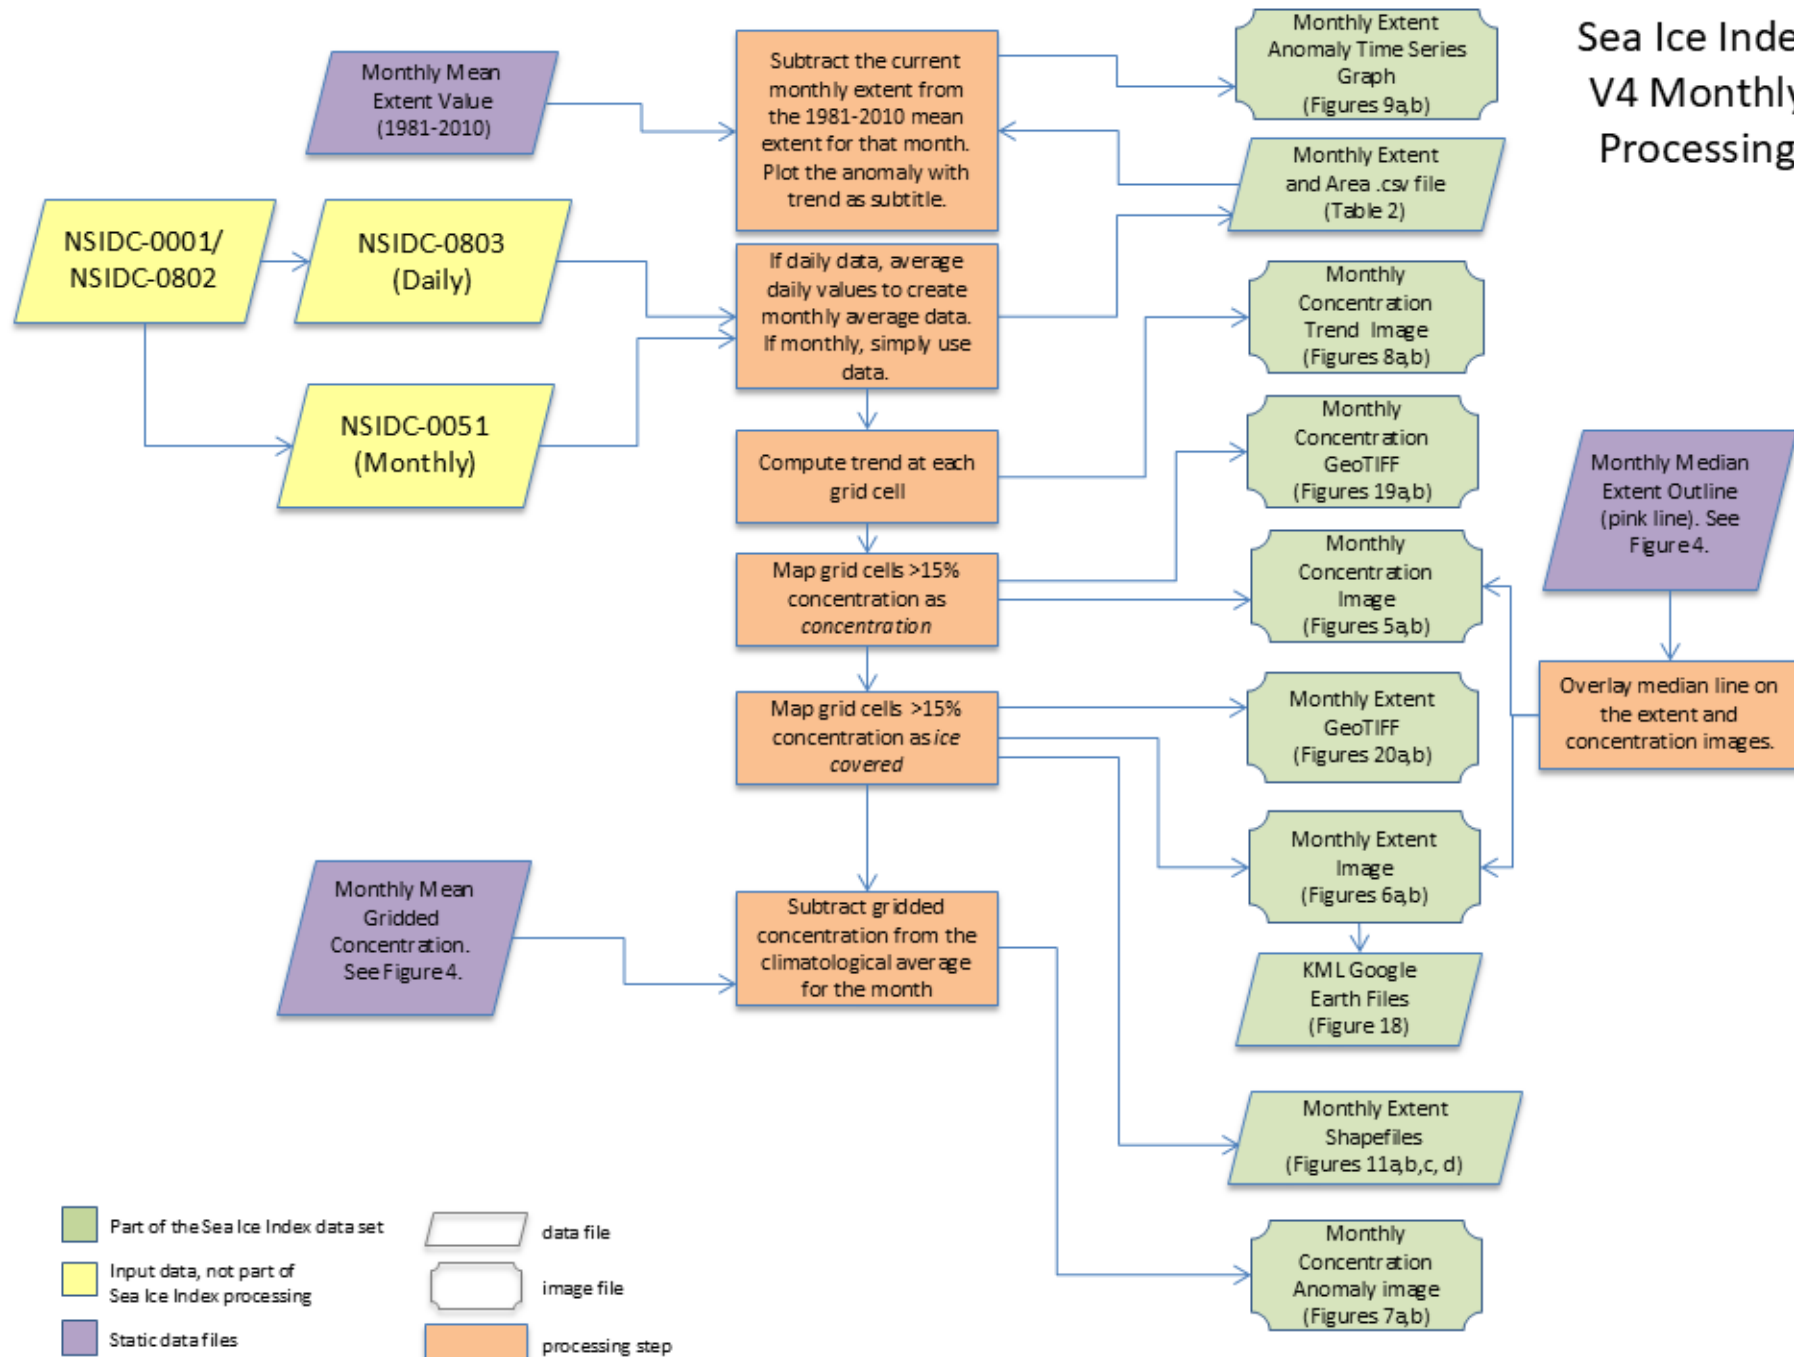 Sea Ice Inde
V4 Monthly
Processing
Monthly Mean
Extent Value
(1981-2010)
Subtract the current
monthly extent from
the 1981-2010 mean
extent for that month.
Plot the anomaly with
trend as subtitle.
Monthly Extent
Anomaly Time Series
Graph
(Figures 9a,b)
Monthly Extent
and Area .csv file
(Table 2)
NSIDC-0001/
NSIDC-0802
NSIDC-0803
(Daily)
If daily data, average
daily values to create
monthly average data.
If monthly, simply use
data.
Monthly
Concentration
Trend Image
(Figures 8a,b)
NSIDC-0051
(Monthly)
Compute trend at each
grid cell
Monthly
Concentration
GeoTIFF
(Figures 19a,b)
Monthly Median
Extent Outline
(pink line). See
Figure 4.
Map grid cells >15%
concentration as
concentration
Monthly
Concentration
Image
(Figures 5a,b)
Map grid cells >15%
concentration as ice
covered
Monthly Extent
GeoTIFF
(Figures 20a,b)
Overlay median line on
the extent and
concentration images.
Monthly Extent
Image
(Figures 6a,b)
Monthly Mean
Gridded
Concentration.
See Figure 4.
Subtract gridded
concentration from the
climatological average
for the month
KML Google
Earth Files
(Figure 18)
Monthly Extent
Shapefiles
(Figures 11a,b,c, d)
Monthly
Concentration
Anomaly image
(Figures 7a,b)
Part of the Sea Ice Index data set
Input data, not part of
Sea Ice Index processing
Static data files
data file
image file
processing step